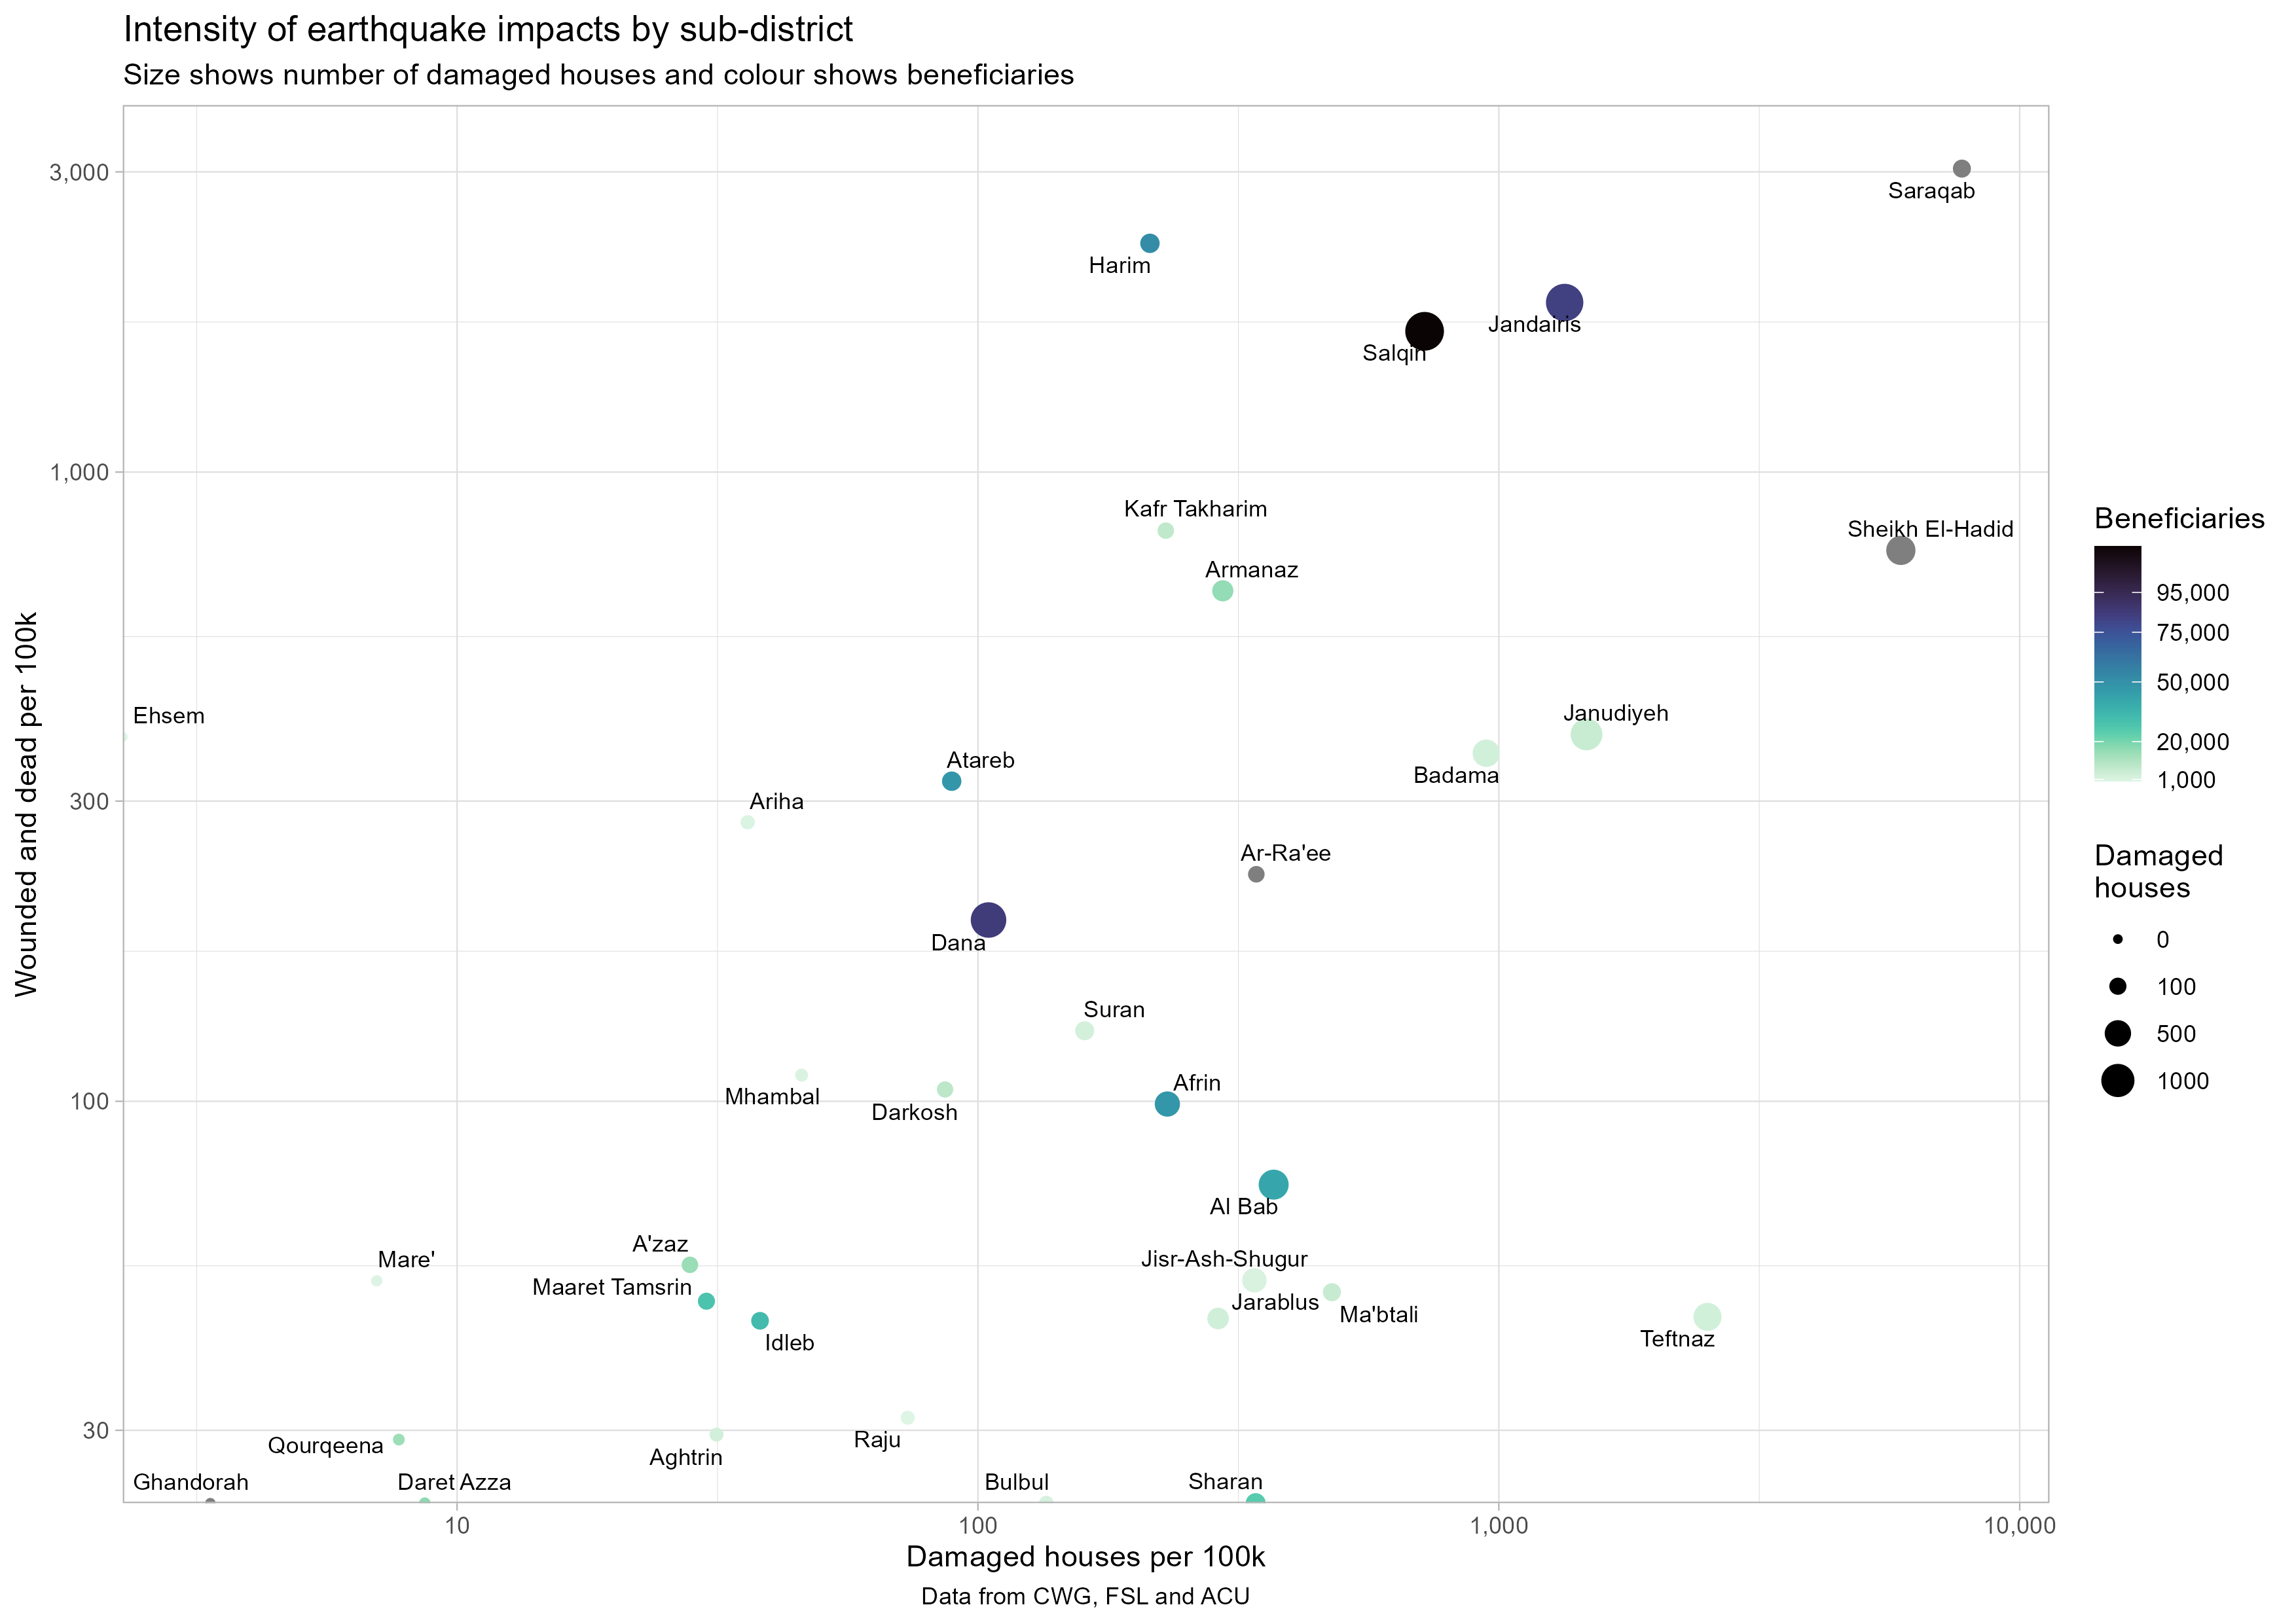 Intensity of earthquake impacts by sub-district
Size shows number of damaged houses and colour shows beneficiaries
Wounded and dead per 100k
3,000
1,000
300
100
30
Saraqab
Harim
Jandairis
Salqin
Kafr Takharim
Sheikh El-Hadid
Armanaz
Ehsem
Janudiyeh
Atareb
Badama
Ariha
Ar-Ra'ee
Dana
Suran
Afrin
Mhambal
Darkosh
Al Bab
A'zaz
Mare'
Jisr-Ash-Shugur
Maaret Tamsrin
Jarablus
Ma'btali
Idleb
Teftnaz
Raju
Qourqeena
Aghtrin
Ghandorah
Daret Azza
Bulbul
Sharan
10
100
1,000
10,000
Damaged houses per 100k
Data from CWG, FSL and ACU
Beneficiaries
95,000
75,000
50,000
20,000
1,000
Damaged
houses
0
100
500
1000